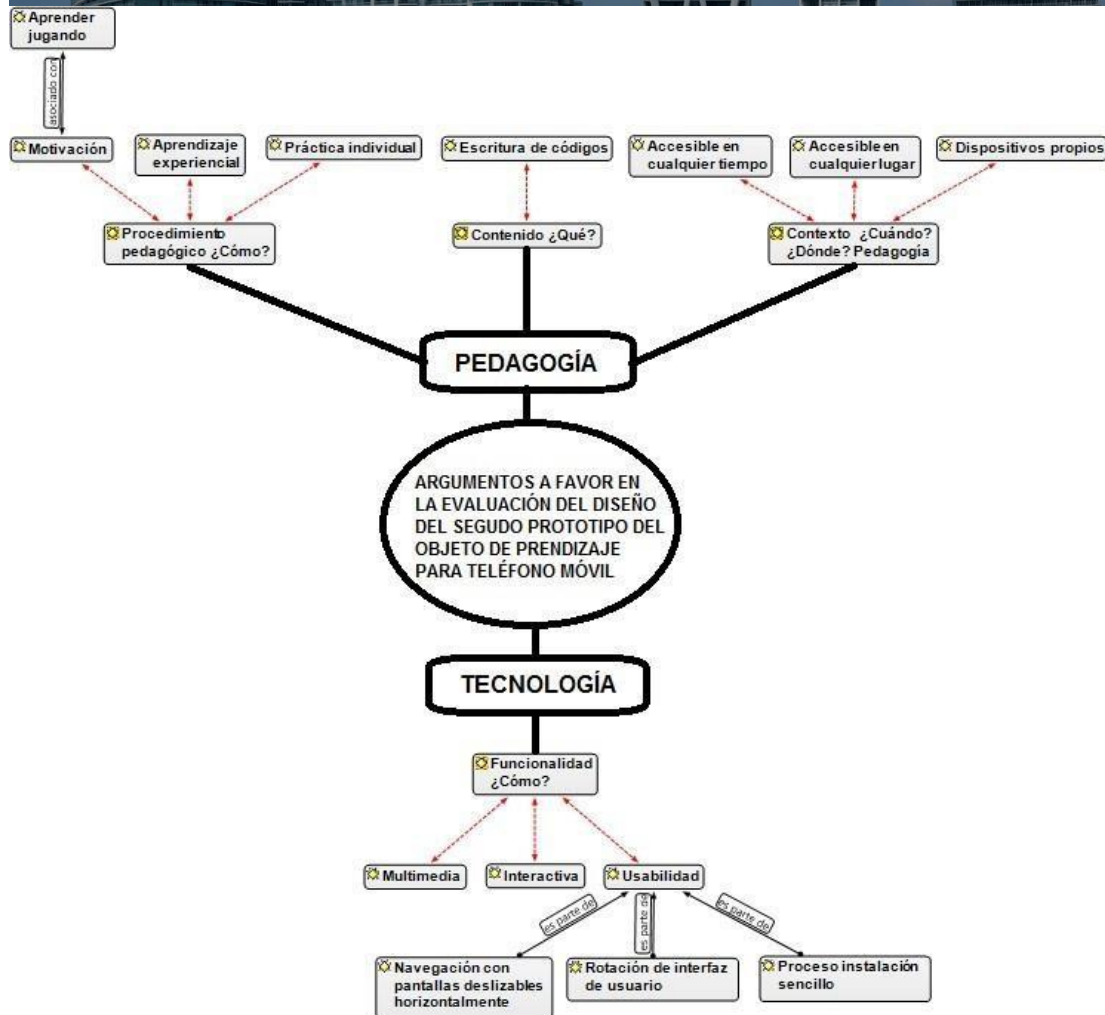 Aprender
jugando
asociado con
Motivación
Aprendizaje
experiencial
Práctica individual
Escritura de códigos
Accesible en
cualquier tiempo
Accesible en
cualquier lugar
Dispositivos propios
Procedimiento
pedagógico ¿Cómo?
Contenido ¿Qué?
Contexto ¿Cuándo?
¿Dónde? Pedagogía
PEDAGOGÍA
ARGUMENTOS A FAVOR EN
LA EVALUACIÓN DEL DISEÑO
DEL SEGUDO PROTOTIPO DEL
OBJETO DE PRENDIZAJE
PARA TELÉFONO MÓVIL
TECNOLOGÍA
Funcionalidad
¿Cómo?
Multimedia
Interactiva
Usabilidad
es parte de
es parte de
es parte de
Navegación con
pantallas deslizables
horizontalmente
Rotación de interfaz
de usuario
Proceso instalación
sencillo